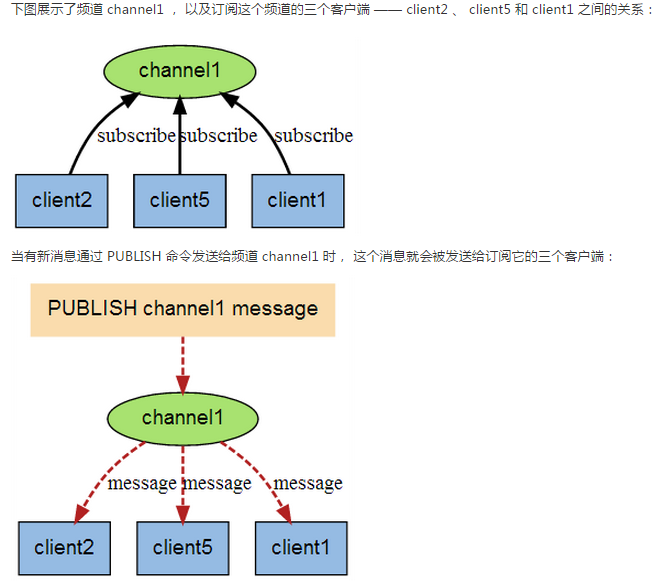 下图展示了频道 channel1 ， 以及订阅这个频道的三个客户端 —— client2 、 client5 和 client1 之间的关系：
channel1
subscribe subscribe subscribe
client2 client5 client1
当有新消息通过 PUBLISH 命令发送给频道 channel1 时， 这个消息就会被发送给订阅它的三个客户端：
PUBLISH channel1 message
channel1
message message message
client2 client5 client1